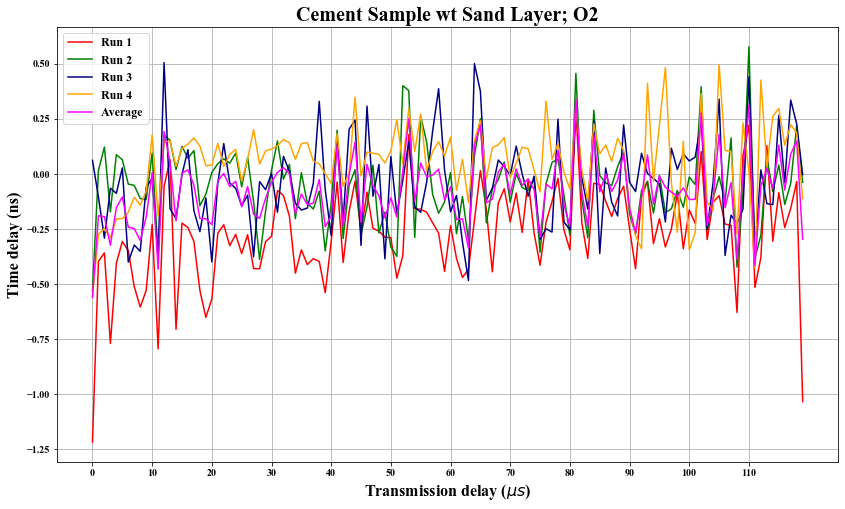 Cement Sample wt Sand Layer; O2
Run 1
Run 2
Run 3
Run 4
Average
Time delay (ns)
0.50
0.25
0.00
−0.25
−0.50
−0.75
−1.00
−1.25
0 10 20 30 40 50 60 70 80 90 100 110
Transmission delay (μs)